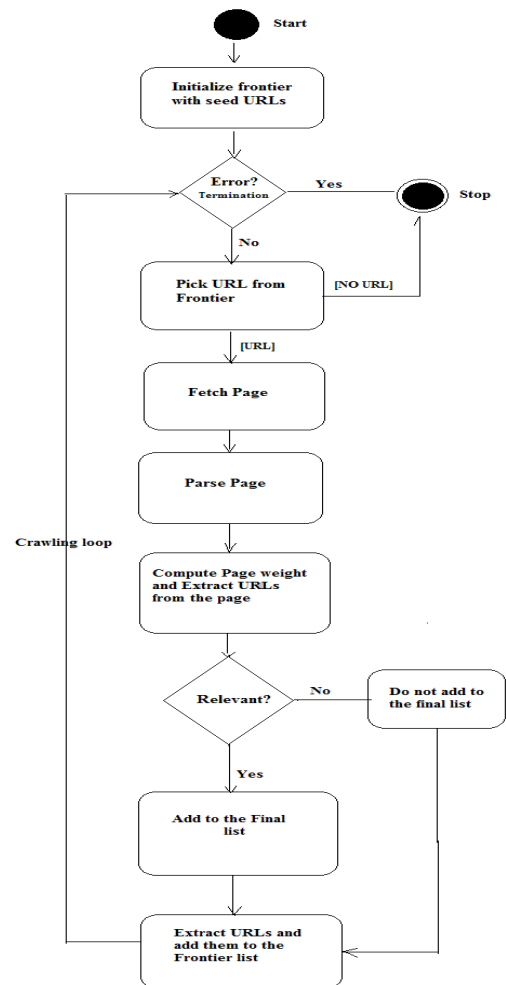 Start
Initialize frontier
with seed URLs
Error?
Termination
Yes
Stop
No
Pick URL from
Frontier
[NO URL]
[URL]
Fetch Page
Parse Page
Crawling loop
Compute Page weight
and Extract URLs
from the page
Relevant?
No
Do not add to
the final list
Yes
Add to the Final
list
Extract URLs and
add them to the
Frontier list